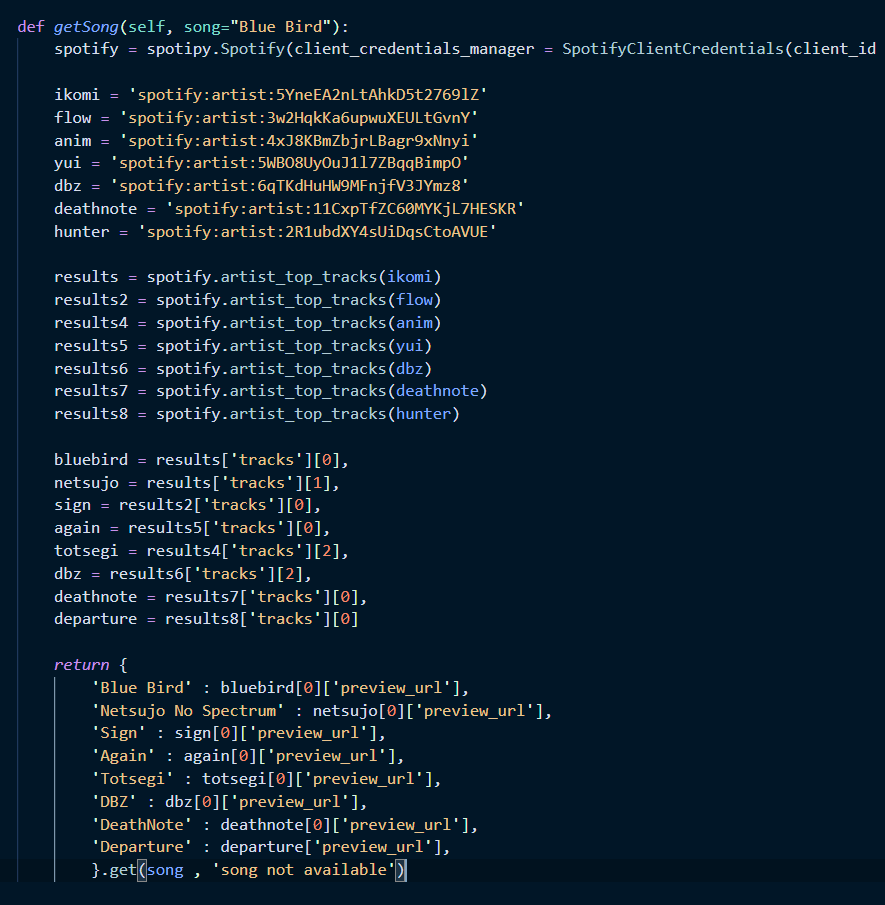 def getSong(self, song="Blue Bird"):
spotify = spotipy.Spotify(client_credentials_manager = SpotifyClientCredentials(client_id
ikomi = 'spotify:artist:5YneEA2nLtAhkD5t2769lZ'
flow = 'spotify:artist:3w2HqkKa6upwuXEULtGvnY'
anim = 'spotify:artist:4xJ8KBmZbjrLBagr9xNnyi'
yui = 'spotify:artist:5WBO8UyOuJ1l7ZBqqBimpO'
dbz = 'spotify:artist:6qTKdHuHW9MFnjfV3JYmz8'
deathnote = 'spotify:artist:11CxpTfZC60MYKjL7HESKR'
hunter = 'spotify:artist:2R1ubdXY4sUiDqsCtoAVUE'
results = spotify.artist_top_tracks(ikomi)
results2 = spotify.artist_top_tracks(flow)
results4 = spotify.artist_top_tracks(anim)
results5 = spotify.artist_top_tracks(yui)
results6 = spotify.artist_top_tracks(dbz)
results7 = spotify.artist_top_tracks(deathnote)
results8 = spotify.artist_top_tracks(hunter)
bluebird = results['tracks'][0],
netsujo = results['tracks'][1],
sign = results2['tracks'][0],
again = results5['tracks'][0],
totsegi = results4['tracks'][2],
dbz = results6['tracks'][2],
deathnote = results7['tracks'][0],
departure = results8['tracks'][0]
return {
'Blue Bird' : bluebird[0]['preview_url'],
'Netsujo No Spectrum' : netsujo[0]['preview_url'],
'Sign' : sign[0]['preview_url'],
'Again' : again[0]['preview_url'],
'Totsegi' : totsegi[0]['preview_url'],
'DBZ' : dbz[0]['preview_url'],
'DeathNote' : deathnote[0]['preview_url'],
'Departure' : departure['preview_url'],
}.get(song , 'song not available')